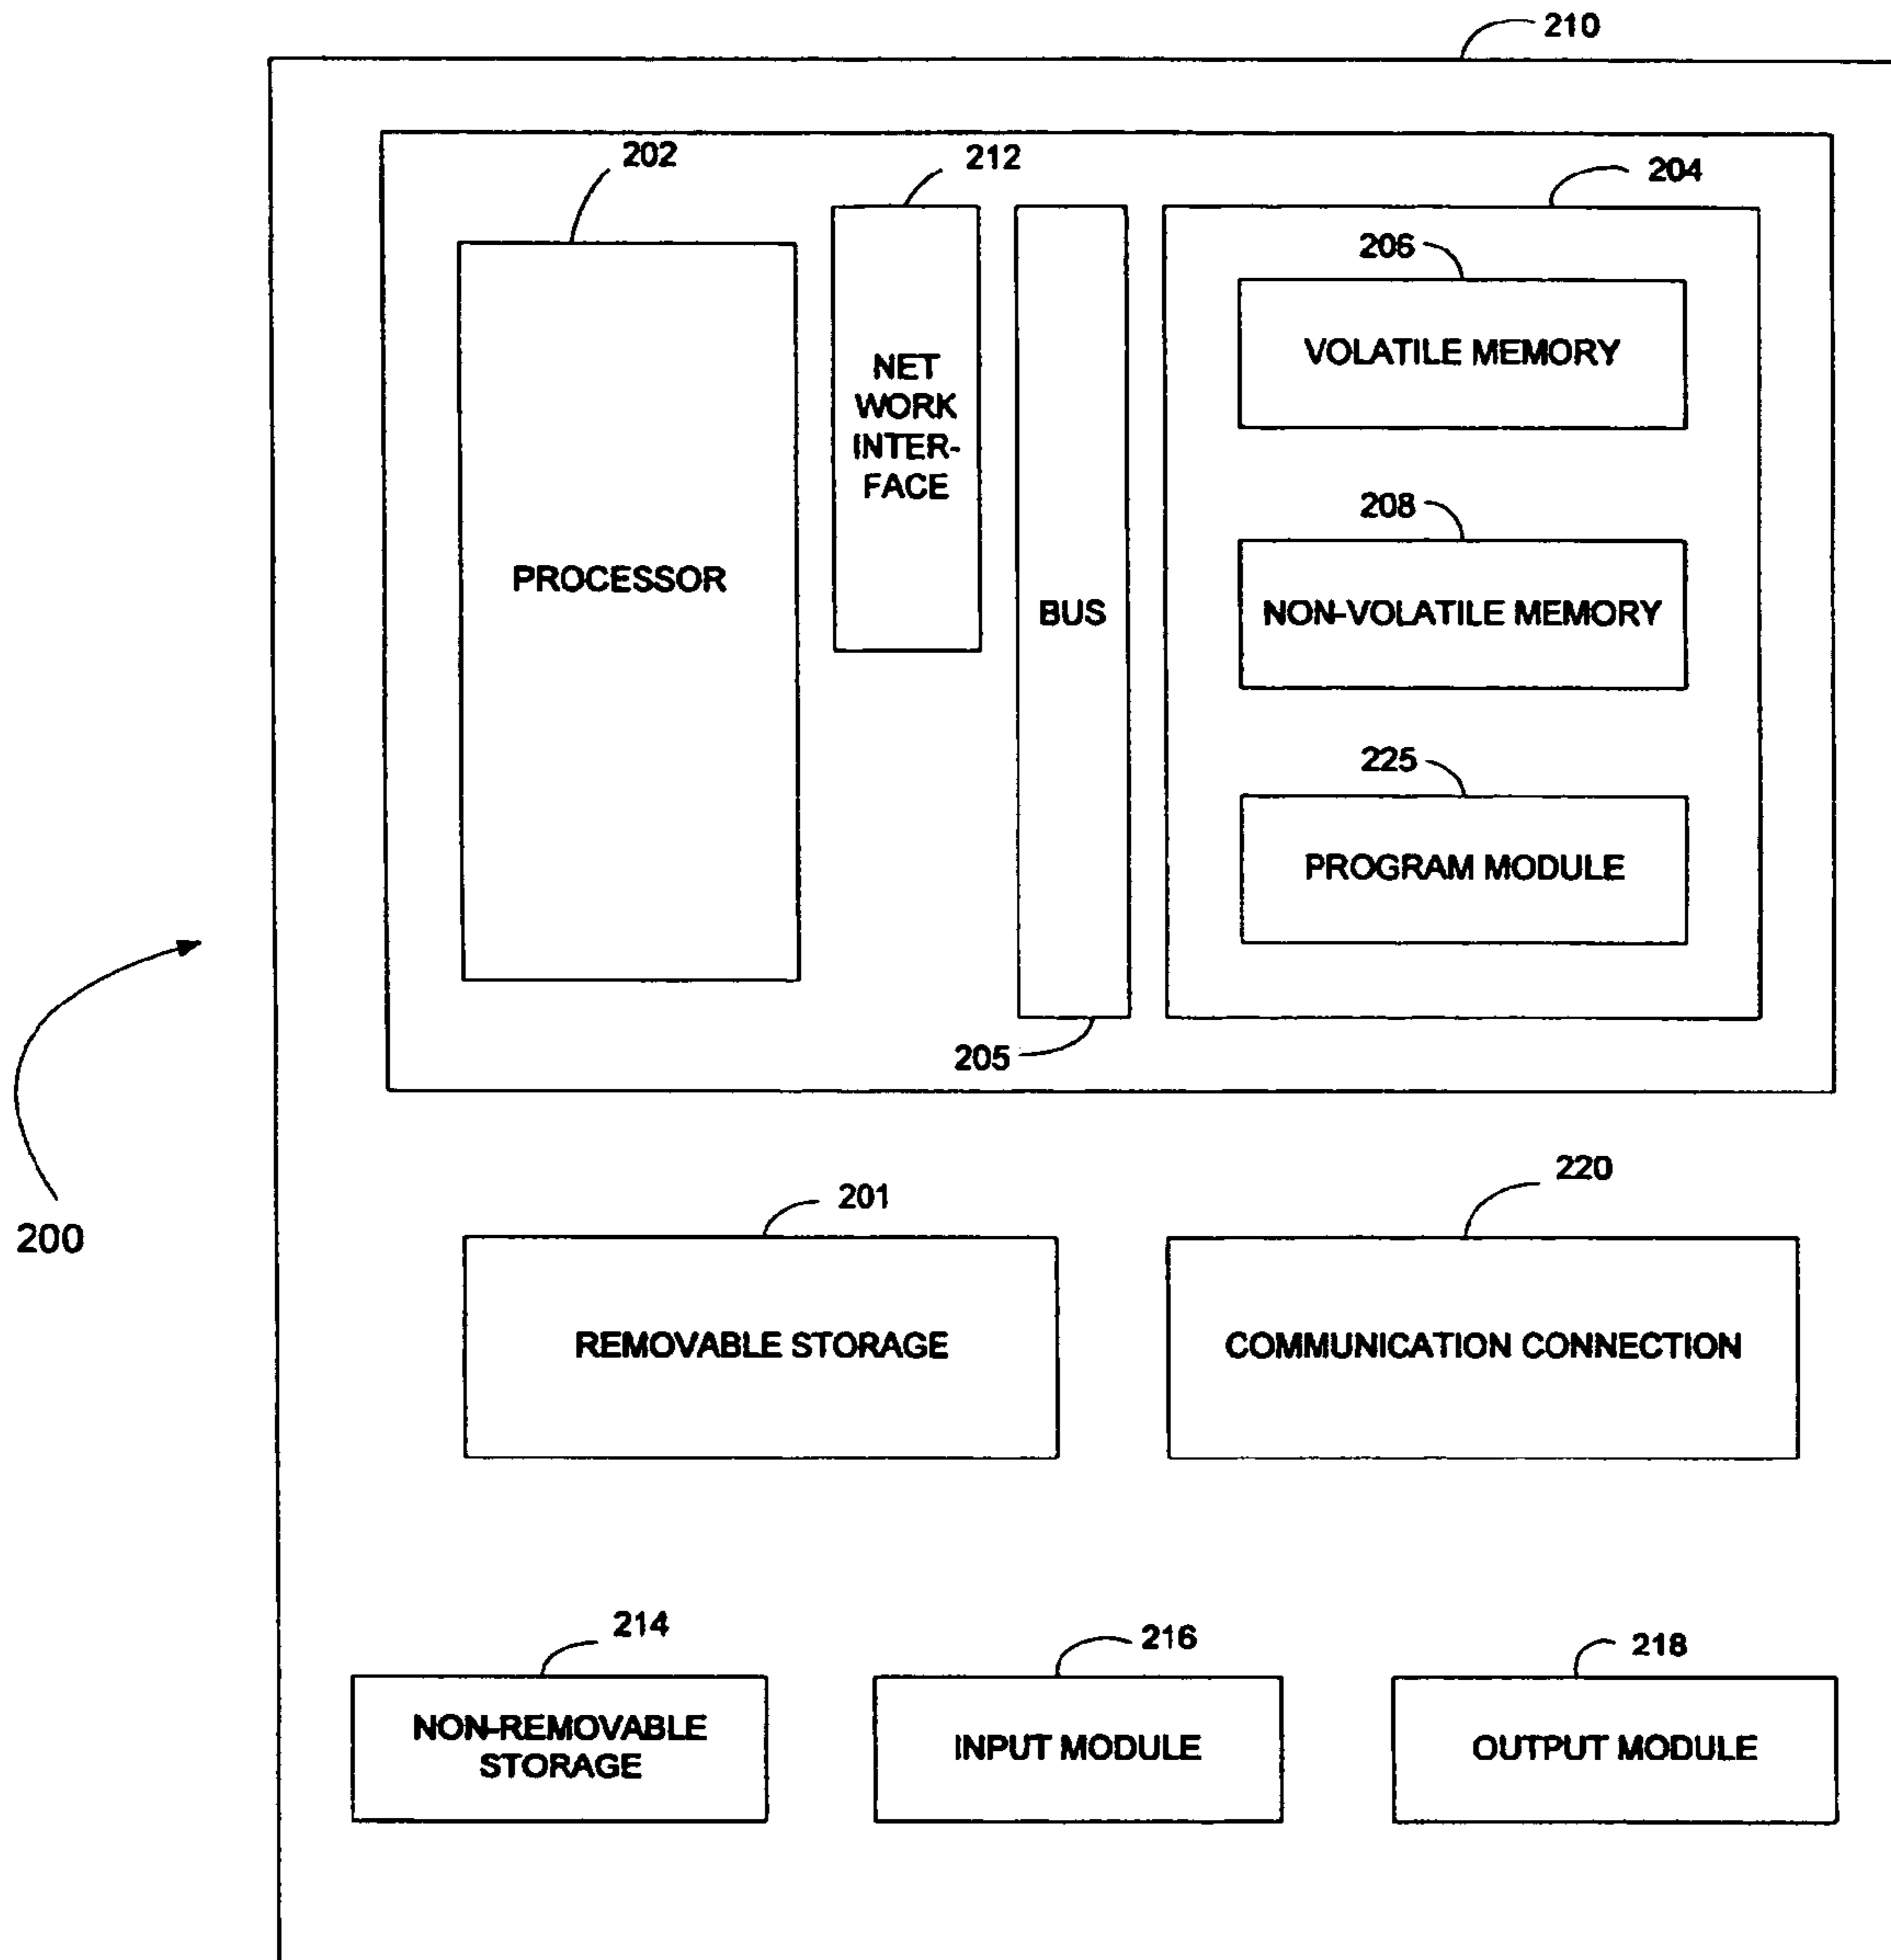 210
202
212
204
206
VOLATILE MEMORY
NET
WORK
INTER-
FACE
208
PROCESSOR
BUS
NON-VOLATILE MEMORY
225
PROGRAM MODULE
205
200
201
220
REMOVABLE STORAGE
COMMUNICATION CONNECTION
214
216
218
NON-REMOVABLE
STORAGE
INPUT MODULE
OUTPUT MODULE